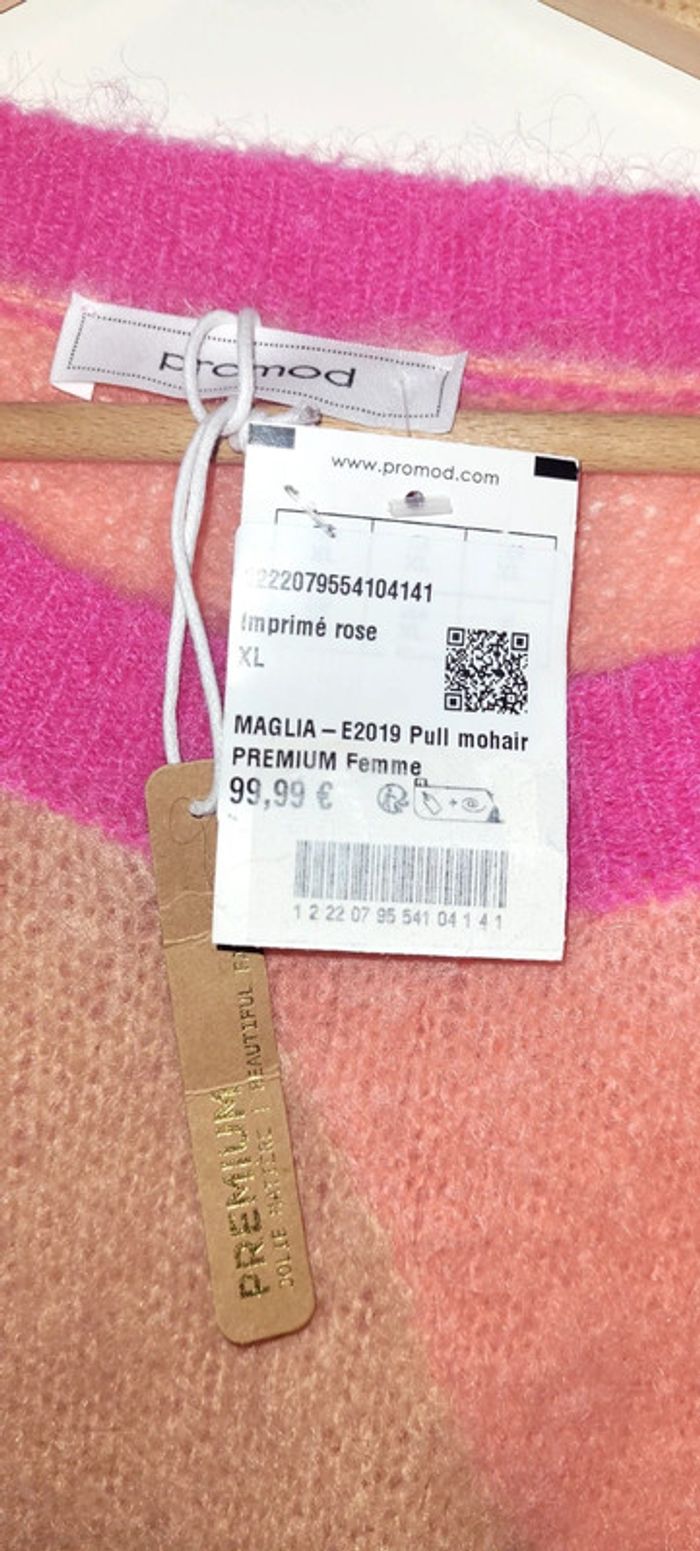 promod
www.promod.com
2222079554104141
Imprimé rose
XL
MAGLIA – E2019 Pull mohair
PREMIUM Femme
99,99 €
1 2 22 07 95 541 04 1 4 1
PREMIUM
JOLIE MATIÈRE | BEAUTIFUL